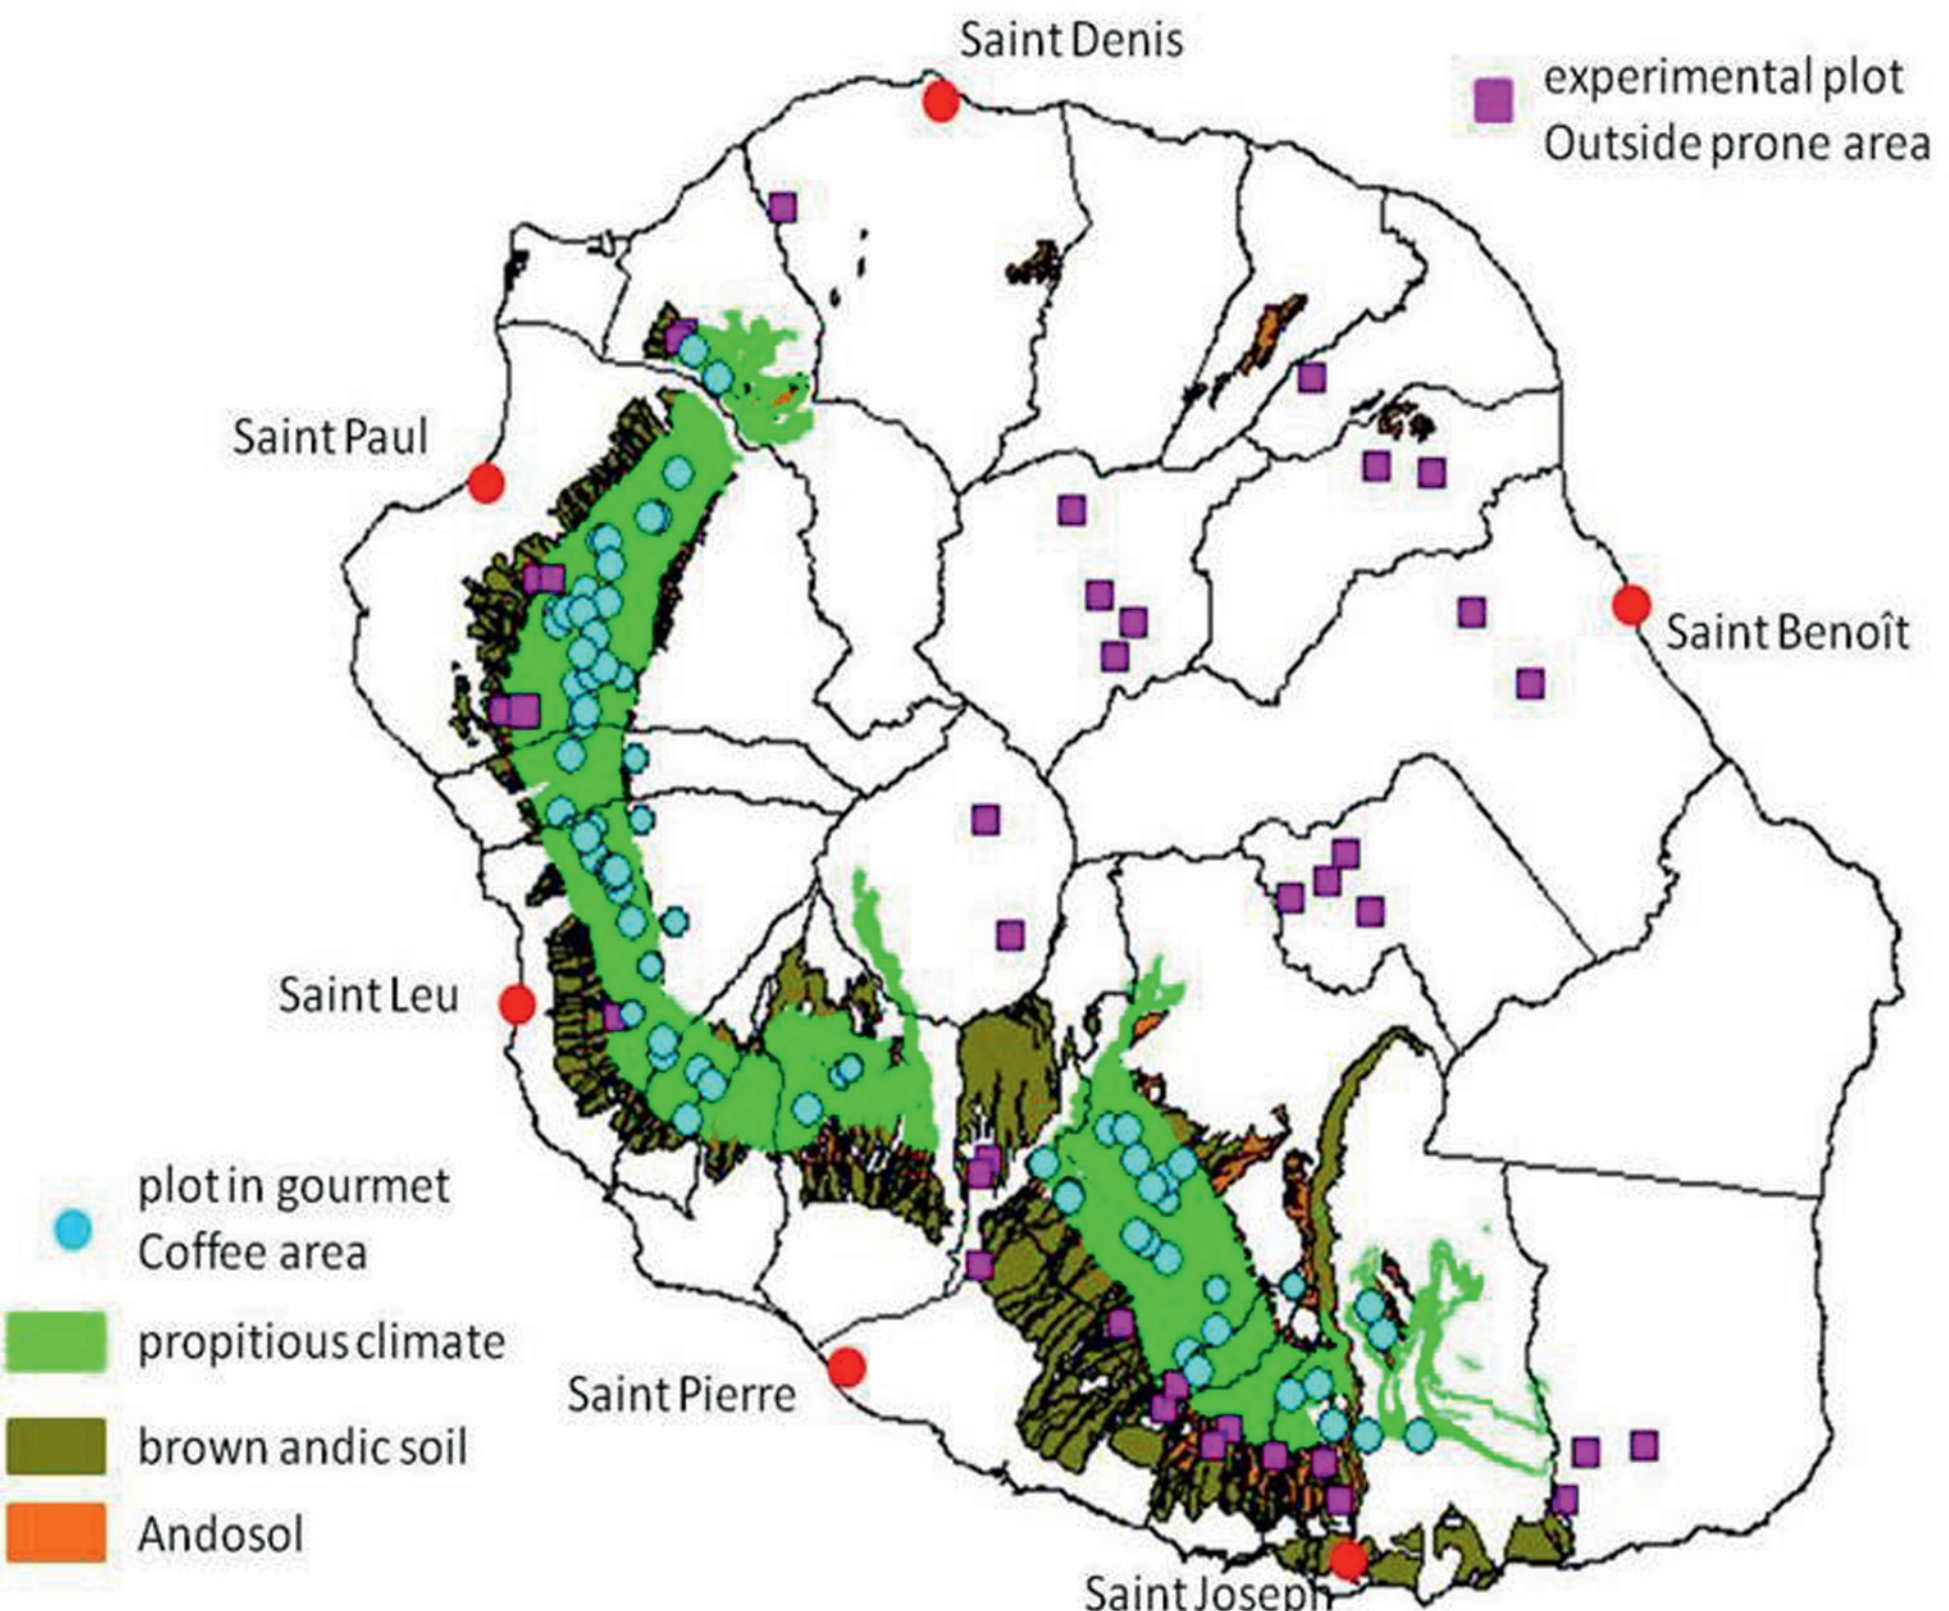 Saint Denis
experimental plot
Outside prone area
Saint Paul
Saint Benoît
Saint Leu
plot in gourmet
Coffee area
propitious climate
Saint Pierre
brown andic soil
Andosol
Saint Joseph